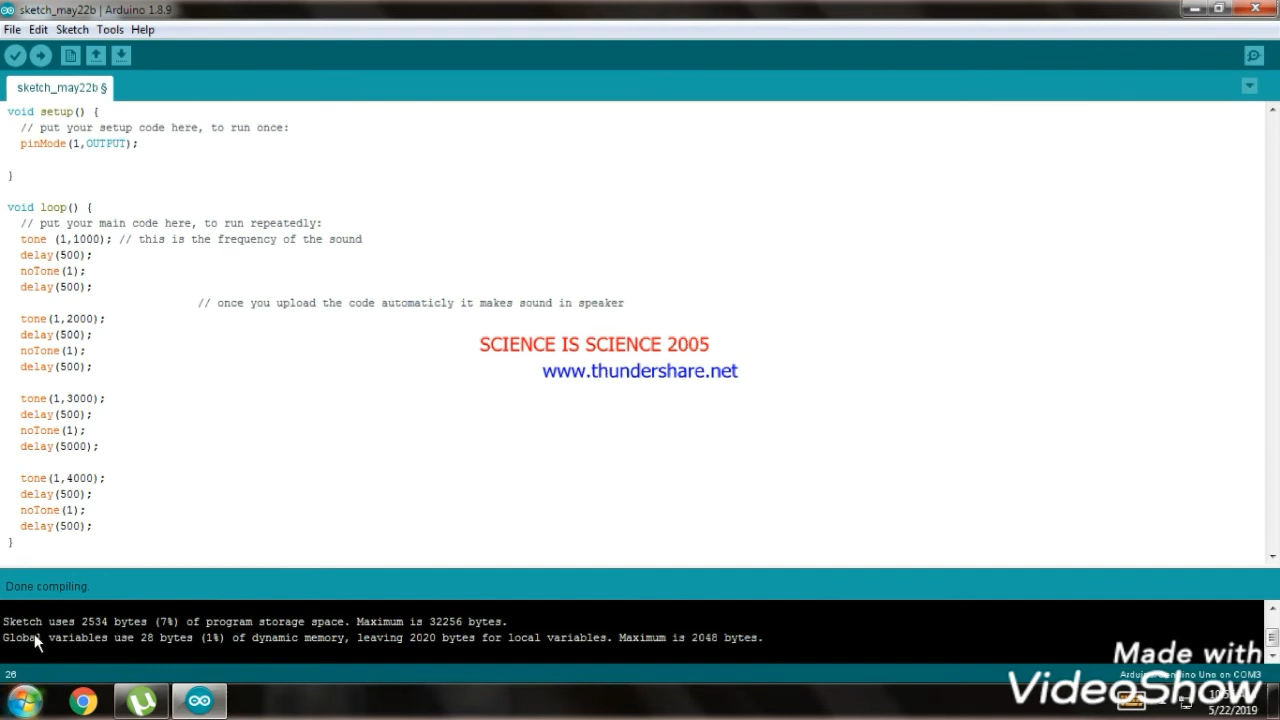 sketch_may22b | Arduino 1.8.9
File Edit Sketch Tools Help
sketch_may22b §
void setup() {
// put your setup code here, to run once:
pinMode(1,OUTPUT);
}
void loop() {
// put your main code here, to run repeatedly:
tone (1,1000); // this is the frequency of the sound
delay(500);
noTone(1);
delay(500);
// once you upload the code automaticly it makes sound in speaker
tone(1,2000);
delay(500);
noTone(1);
delay(500);
SCIENCE IS SCIENCE 2005
www.thundershare.net
tone(1,3000);
delay(500);
noTone(1);
delay(5000);
tone(1,4000);
delay(500);
noTone(1);
delay(500);
}
Done compiling.
Sketch uses 2534 bytes (7%) of program storage space. Maximum is 32256 bytes.
Global variables use 28 bytes (1%) of dynamic memory, leaving 2020 bytes for local variables. Maximum is 2048 bytes.
Made with
VideoShow
26
Uno on COM3
5/22/2019